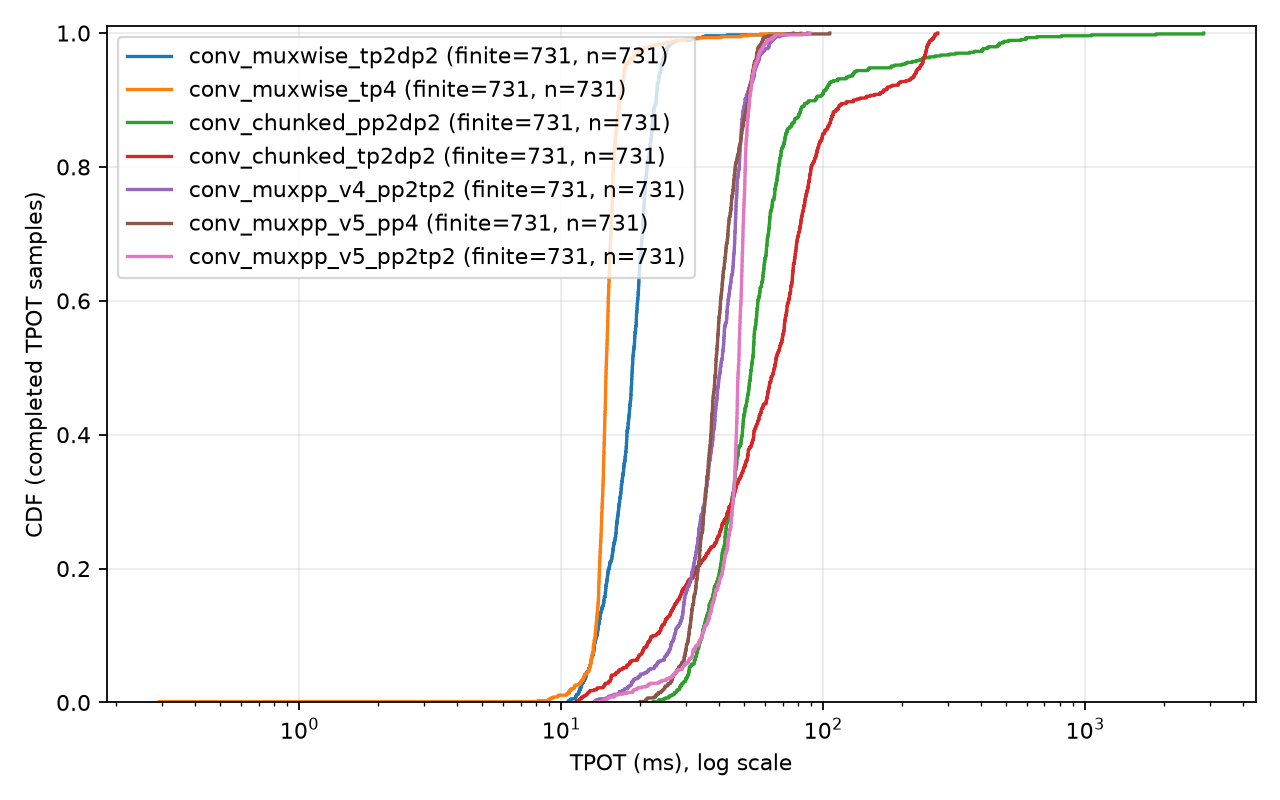 1.0
0.8
0.6
0.4
0.2
0.0
CDF (completed TPOT samples)
conv_muxwise_tp2dp2 (finite=731, n=731)
conv_muxwise_tp4 (finite=731, n=731)
conv_chunked_pp2dp2 (finite=731, n=731)
conv_chunked_tp2dp2 (finite=731, n=731)
conv_muxpp_v4_pp2tp2 (finite=731, n=731)
conv_muxpp_v5_pp4 (finite=731, n=731)
conv_muxpp_v5_pp2tp2 (finite=731, n=731)
10⁰ 10¹ 10² 10³
TPOT (ms), log scale